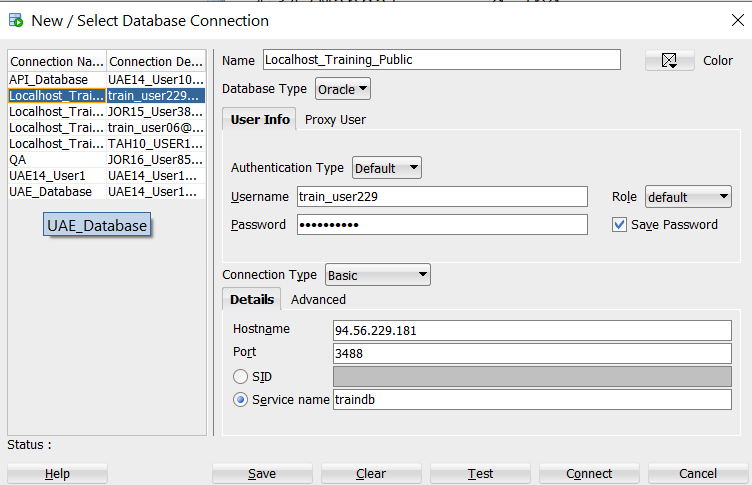 New / Select Database Connection
Connection Na... Connection De...
API_Database UAE14_User10...
Localhost_Trai... train_user229...
Localhost_Trai... JOR15_User38...
Localhost_Trai... train_user06@...
Localhost_Trai... TAH10_USER1...
QA JOR16_User85...
UAE14_User1 UAE14_User1...
UAE_Database UAE14_User1...
UAE_Database
Name Localhost_Training_Public Color
Database Type Oracle
User Info Proxy User
Authentication Type Default
Username train_user229 Role default
Password •••••••••• Save Password
Connection Type Basic
Details Advanced
Hostname 94.56.229.181
Port 3488
SID
Service name traindb
Status :
Help Save Clear Test Connect Cancel